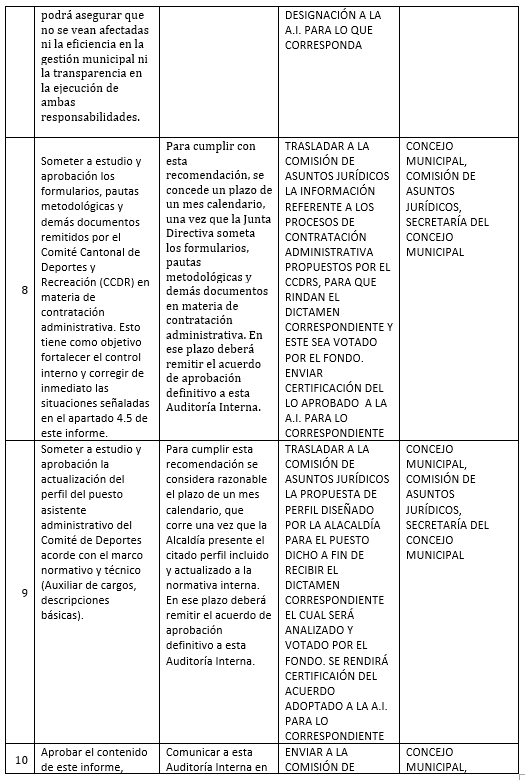 podrá asegurar que
no se vean afectadas
ni la eficiencia en la
gestión municipal ni
la transparencia en
la ejecución de
ambas
responsabilidades.
DESIGNACIÓN A LA
A.I. PARA LO QUE
CORRESPONDA
8
Someter a estudio y
aprobación los
formularios, pautas
metodológicas y
demás documentos
remitidos por el
Comité Cantonal de
Deportes y
Recreación (CCDR) en
materia de
contratación
administrativa. Esto
tiene como objetivo
fortalecer el control
interno y corregir de
inmediato las
situaciones señaladas
en el apartado 4.5 de
este informe.
Para cumplir con
esta
recomendación, se
concede un plazo de
un mes calendario,
una vez que la Junta
Directiva someta
los formularios,
pautas
metodológicas y
demás documentos
en materia de
contratación
administrativa. En
ese plazo deberá
remitir el acuerdo
de aprobación
definitivo a esta
Auditoría Interna.
TRASLADAR A LA
COMISIÓN DE
ASUNTOS JURÍDICOS
LA INFORMACIÓN
REFERENTE A LOS
PROCESOS DE
CONTRATACIÓN
ADMINISTRATIVA
PROPUESTOS POR EL
CCDRS, PARA QUE
RINDAN EL
DICTAMEN
CORRESPONDIENTE Y
ESTE SEA VOTADO
POR EL FONDO.
ENVIAR
CERTIFICACIÓN DEL
LO APROBADO A LA
A.I. PARA LO
CORRESPONDIENTE
CONCEJO
MUNICIPAL,
COMISIÓN DE
ASUNTOS
JURÍDICOS,
SECRETARÍA DEL
CONCEJO
MUNICIPAL
9
Someter a estudio y
aprobación la
actualización del
perfil del puesto
asistente
administrativo del
Comité de Deportes
acorde con el marco
normativo y técnico
(Auxiliar de cargos,
descripciones
básicas).
Para cumplir esta
recomendación se
considera razonable
el plazo de un mes
calendario, que
corre una vez que la
Alcaldía presente el
citado perfil incluido
y actualizado a la
normativa interna.
En ese plazo deberá
remitir el acuerdo de
aprobación
definitivo a esta
Auditoría Interna.
TRASLADAR A LA
COMISIÓN DE
ASUNTOS JURÍDICOS
LA PROPUESTA DE
PERFIL DISEÑADO
POR LA ALACALDÍA
PARA EL PUESTO
DICHO A FIN DE
RECIBIR EL
DICTAMEN
CORRESPONDIENTE
EL CUAL SERÁ
ANALIZADO Y
VOTADO POR EL
FONDO. SE RENDIRÁ
CERTIFICAIÓN DEL
ACUERDO
ADOPTADO A LA A.I.
PARA LO
CORRESPONDIENTE
CONCEJO
MUNICIPAL,
COMISIÓN DE
ASUNTOS
JURÍDICOS,
SECRETARÍA DEL
CONCEJO
MUNICIPAL
10
Aprobar el contenido
de este informe,
Comunicar a esta
Auditoría Interna en
ENVIAR A LA
COMISIÓN DE
CONCEJO
MUNICIPAL,